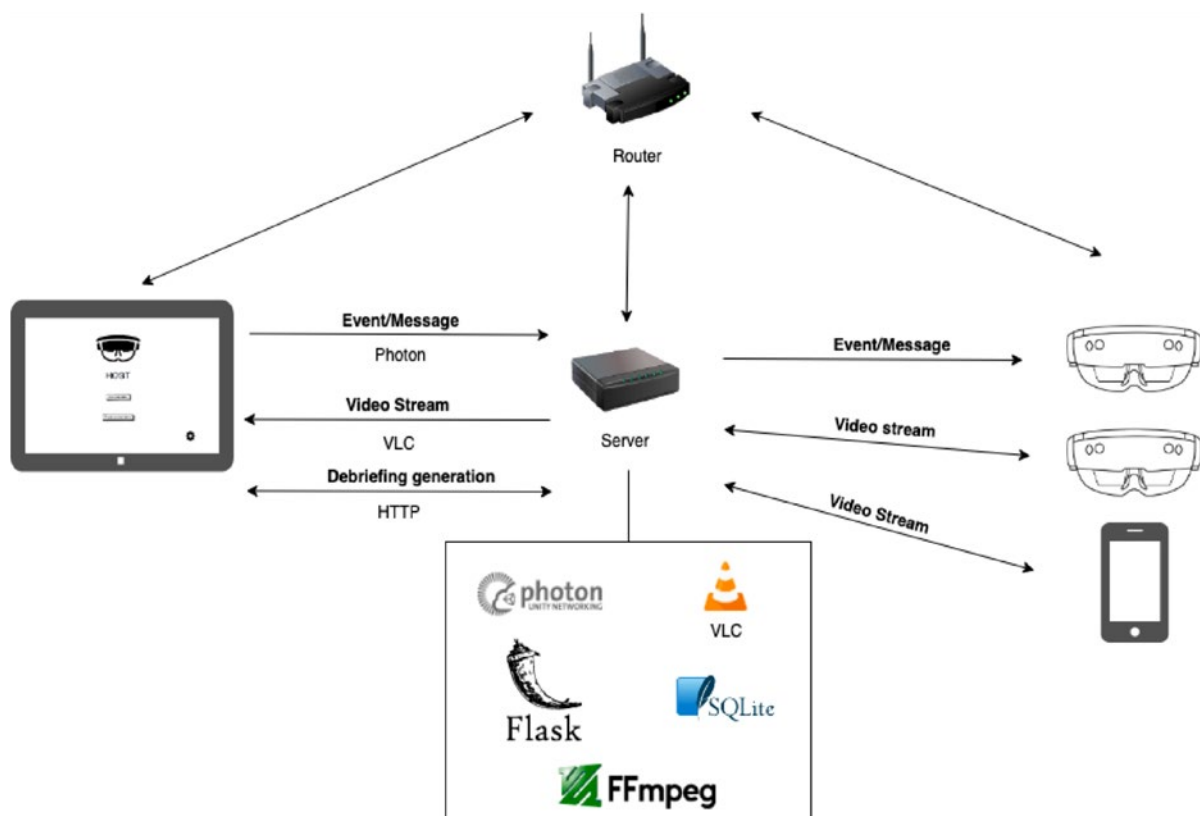 Router
HOST
Event/Message
Photon
Video Stream
VLC
Debriefing generation
HTTP
Server
Event/Message
Video stream
Video Stream
photon
UNITY NETWORKING
VLC
Flask
SQLite
FFmpeg